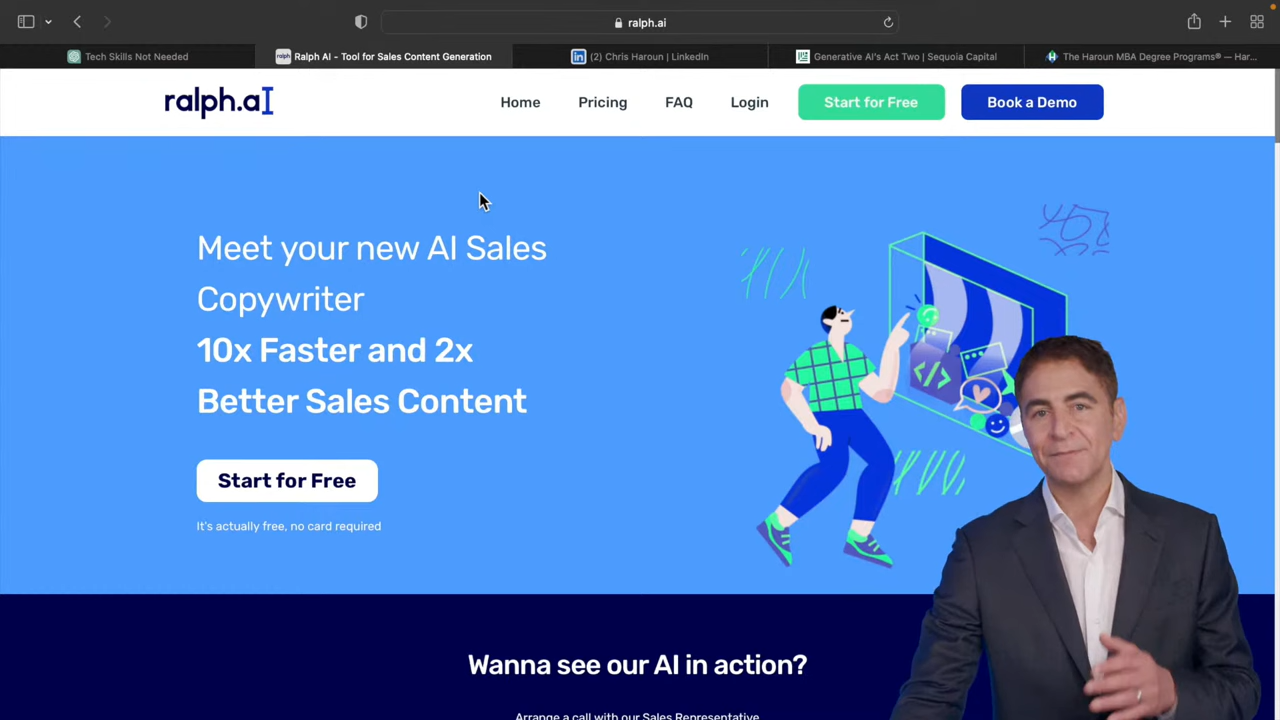 ralph.ai
Tech Skills Not Needed
Ralph AI - Tool for Sales Content Generation
(2) Chris Haroun | LinkedIn
Generative AI's Act Two | Sequoia Capital
The Haroun MBA Degree Programs® — Har...
ralph.aI
Home
Pricing
FAQ
Login
Start for Free
Book a Demo
Meet your new AI Sales
Copywriter
10x Faster and 2x
Better Sales Content
Start for Free
It's actually free, no card required
Wanna see our AI in action?
Arrange a call with our Sales Representative